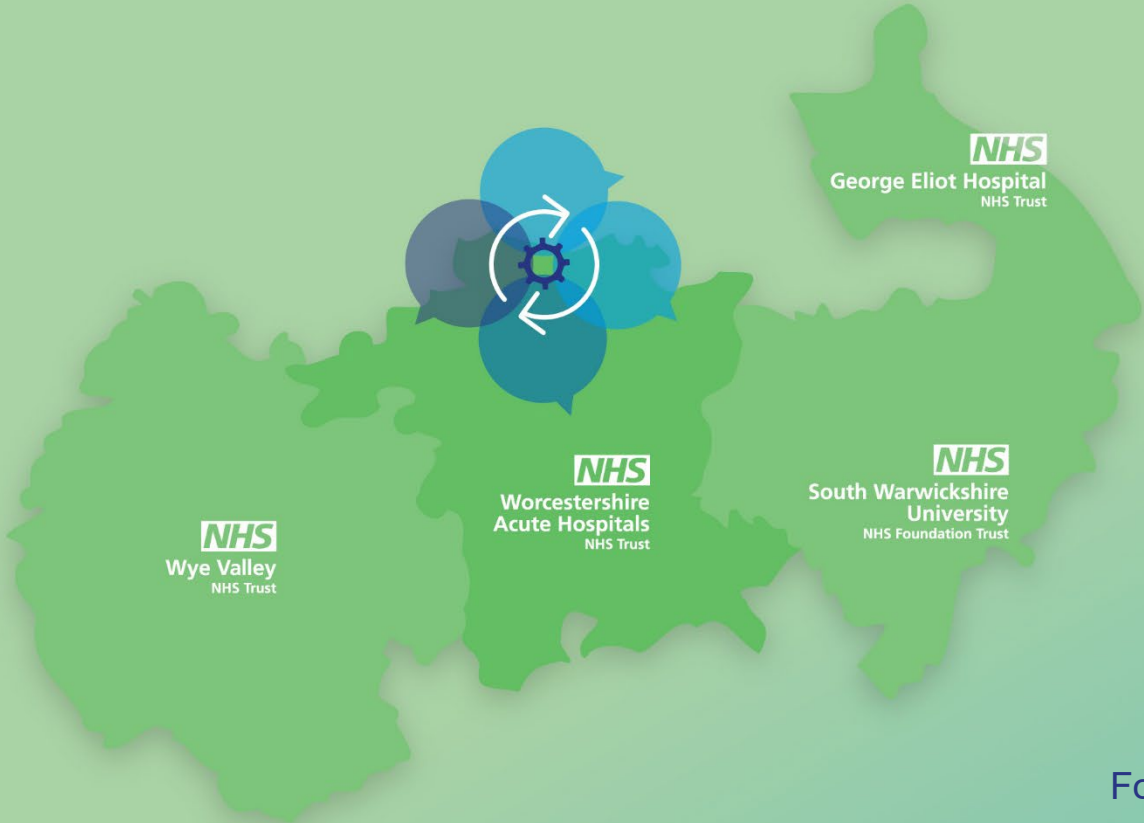 NHS
George Eliot Hospital
NHS Trust
NHS
Wye Valley
NHS Trust
NHS
Worcestershire
Acute Hospitals
NHS Trust
NHS
South Warwickshire
University
NHS Foundation Trust
Fo